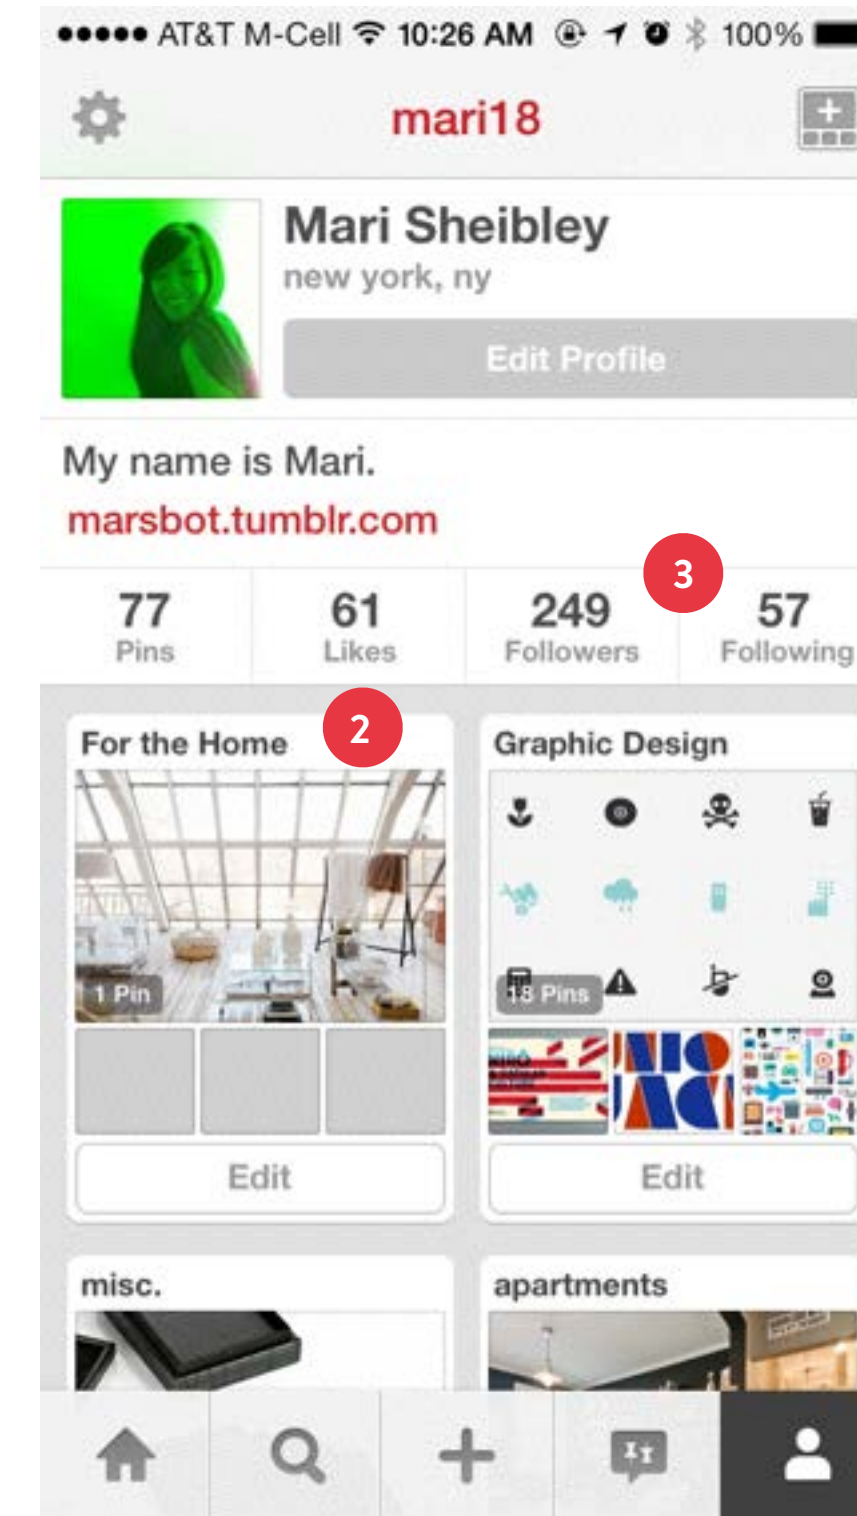 ●●●●● AT&T M-Cell 10:26 AM 100%
mari18
Mari Sheibley
new york, ny
Edit Profile
My name is Mari.
marsbot.tumblr.com
3
77 61 249 57
Pins Likes Followers Following
2
For the Home Graphic Design
1 Pin 18 Pins
Edit Edit
misc. apartments